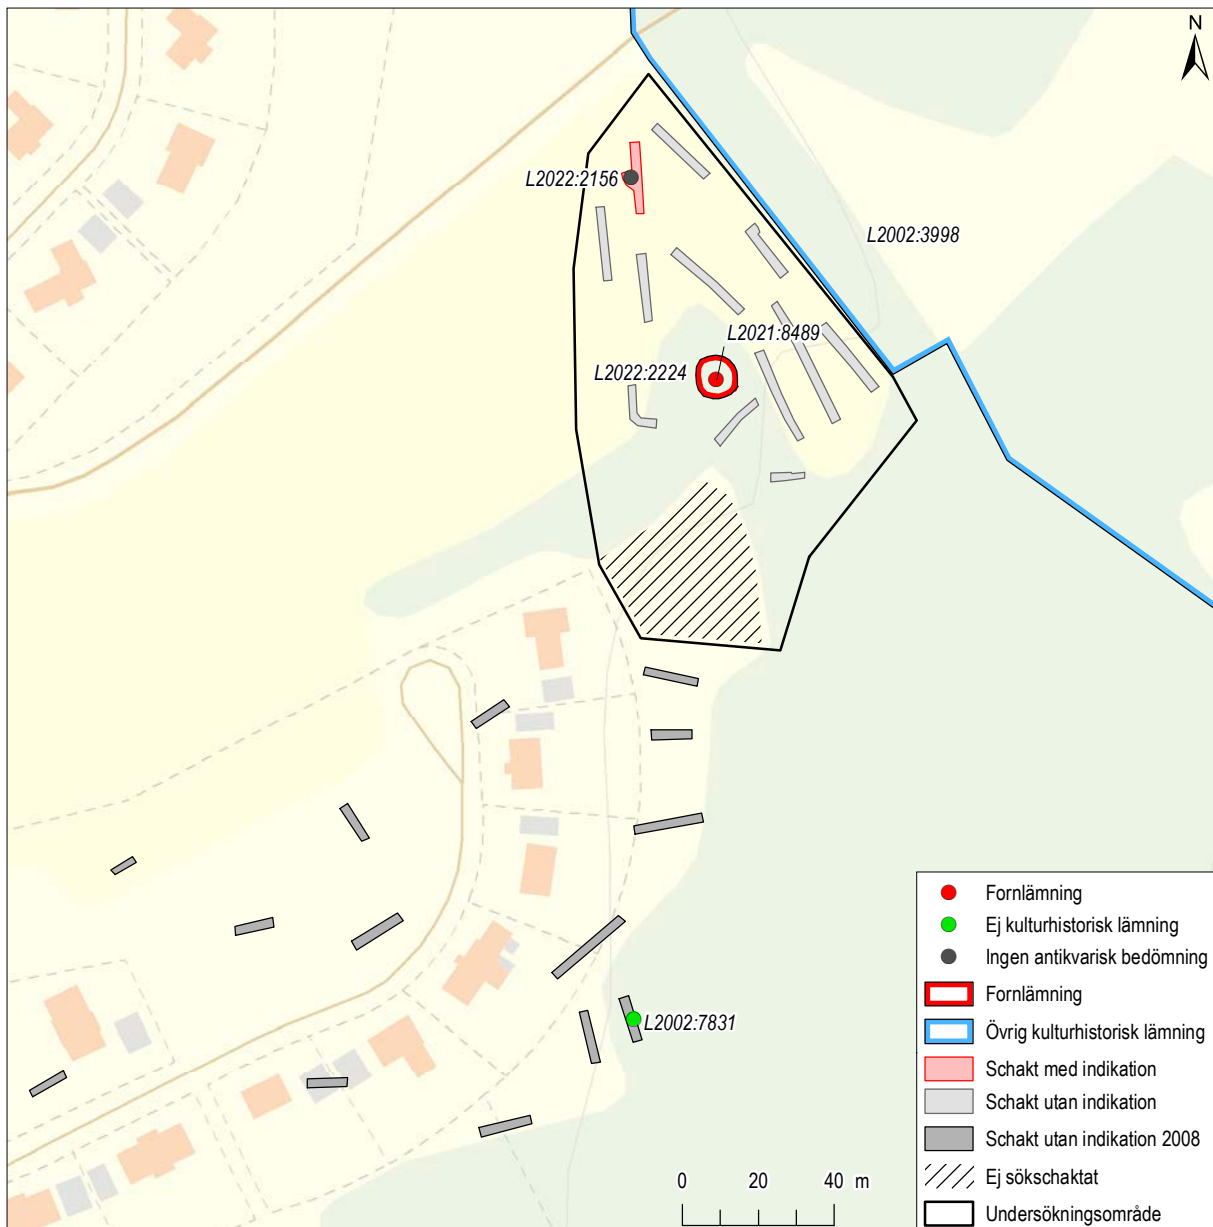 N
L2022:2156
L2002:3998
L2021:8489
L2022:2224
L2002:7831
Fornlämning
Ej kulturhistorisk lämning
Ingen antikvarisk bedömning
Fornlämning
Övrig kulturhistorisk lämning
Schakt med indikation
Schakt utan indikation
Schakt utan indikation 2008
Ej sökschaktat
Undersökningsområde
0 20 40 m